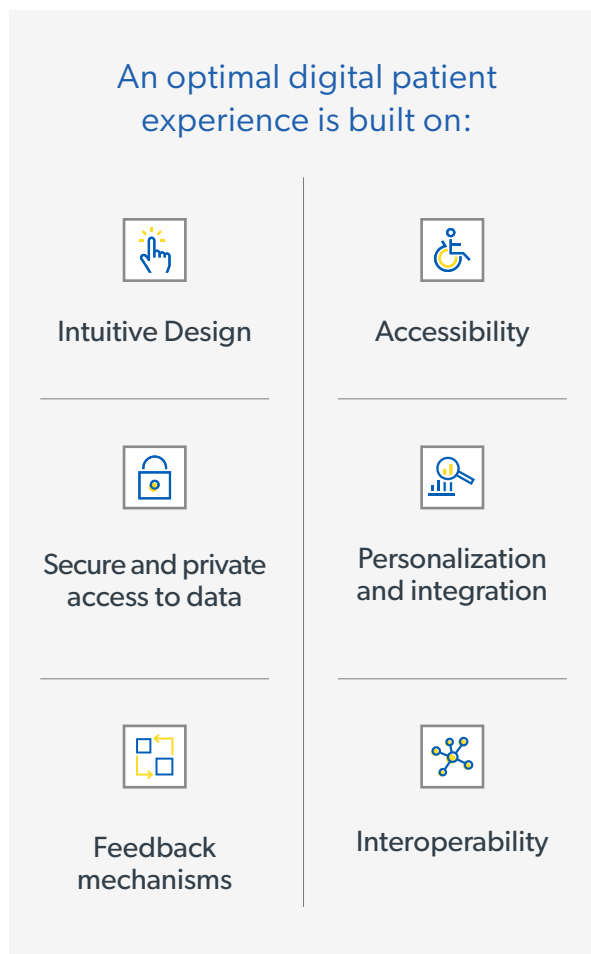 An optimal digital patient
experience is built on:
Intuitive Design
Accessibility
Secure and private
access to data
Personalization
and integration
Feedback
mechanisms
Interoperability